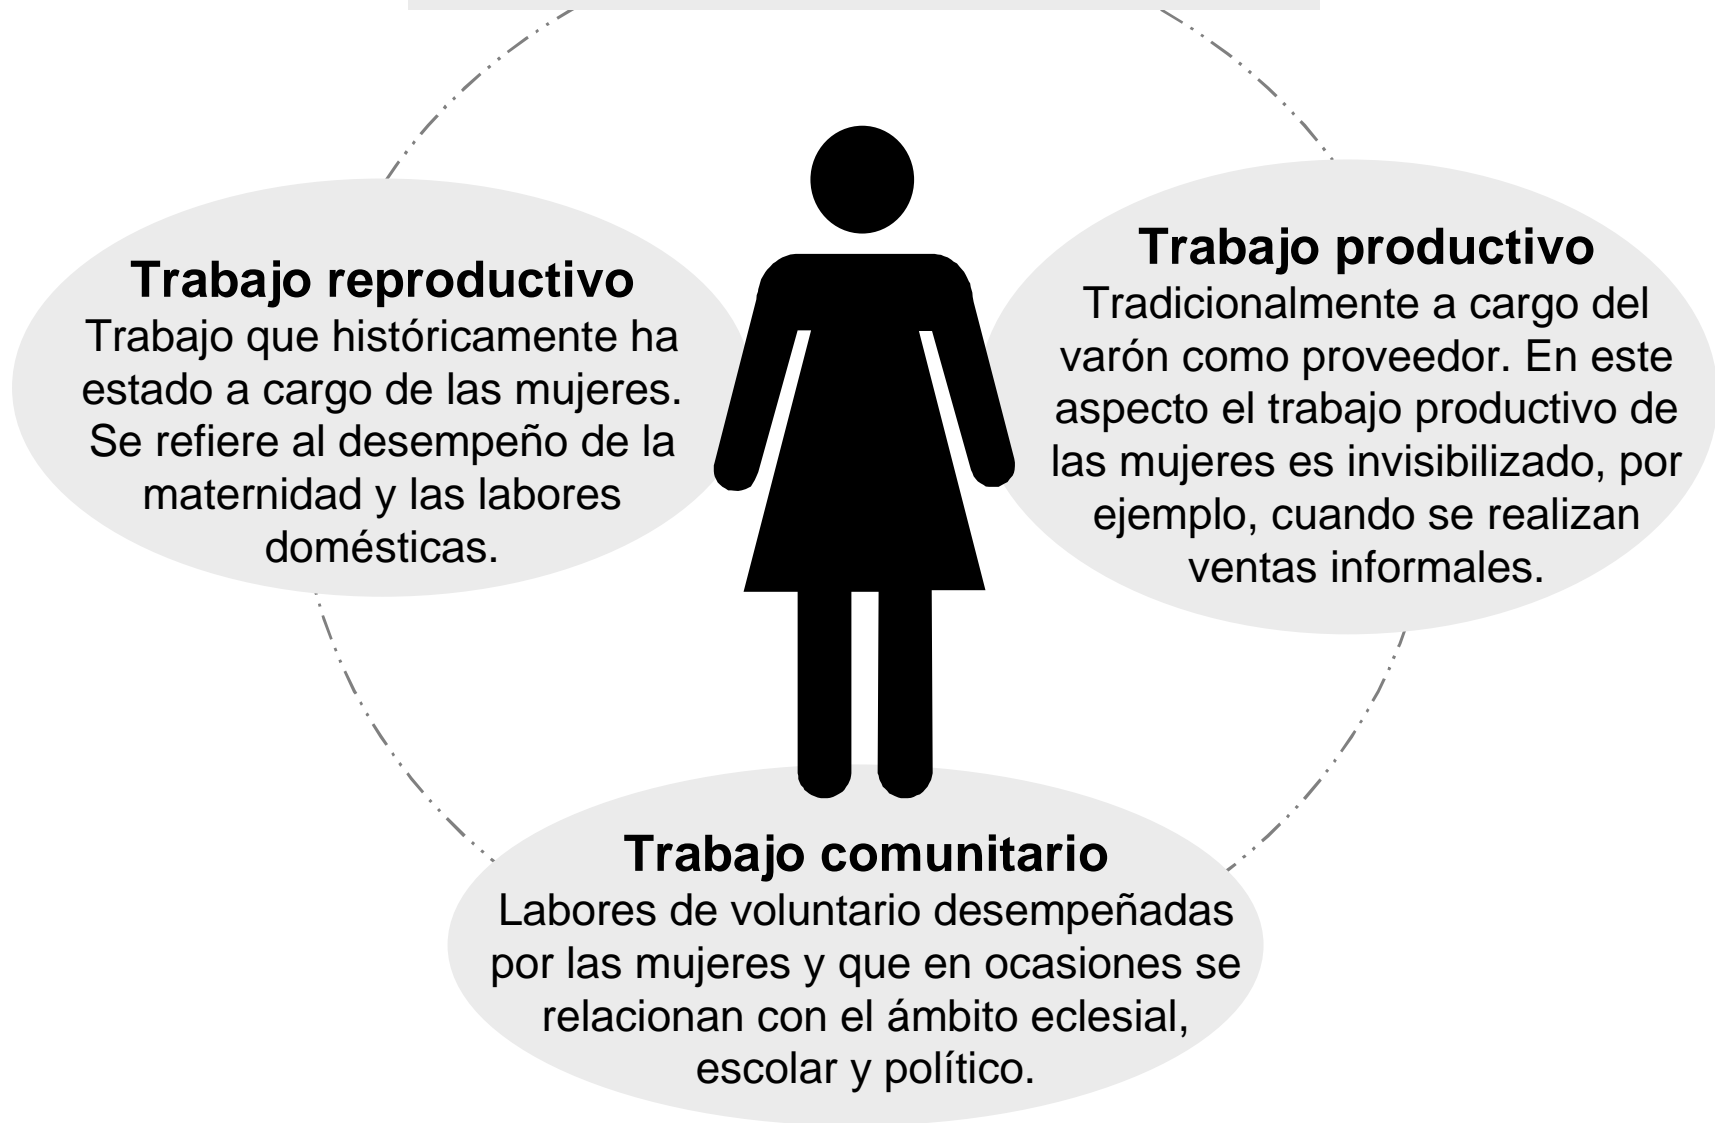 Trabajo reproductivo
Trabajo que históricamente ha
estado a cargo de las mujeres.
Se refiere al desempeño de la
maternidad y las labores
domésticas.
Trabajo productivo
Tradicionalmente a cargo del
varón como proveedor. En este
aspecto el trabajo productivo de
las mujeres es invisibilizado, por
ejemplo, cuando se realizan
ventas informales.
Trabajo comunitario
Labores de voluntario desempeñadas
por las mujeres y que en ocasiones se
relacionan con el ámbito eclesial,
escolar y político.